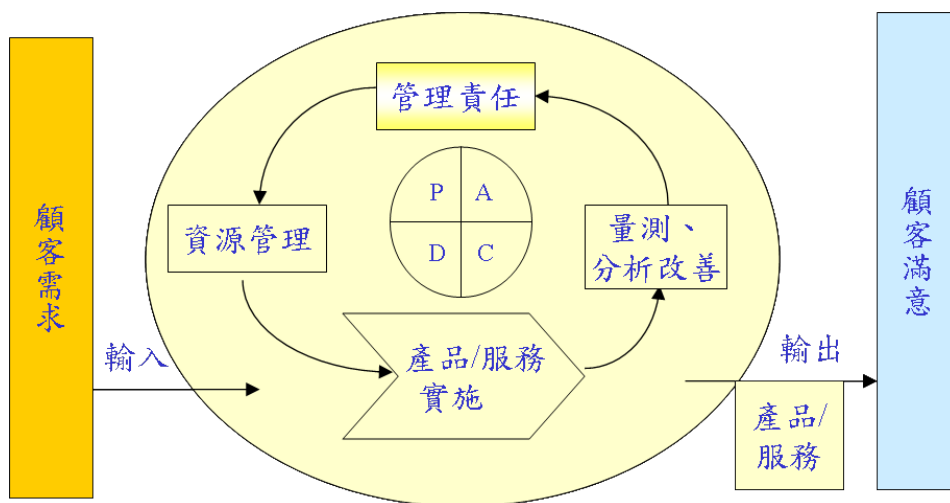 顧客需求
輸入
管理責任
資源管理
P
A
D
C
量測、
分析改善
產品/服務
實施
輸出
產品/
服務
顧客滿意